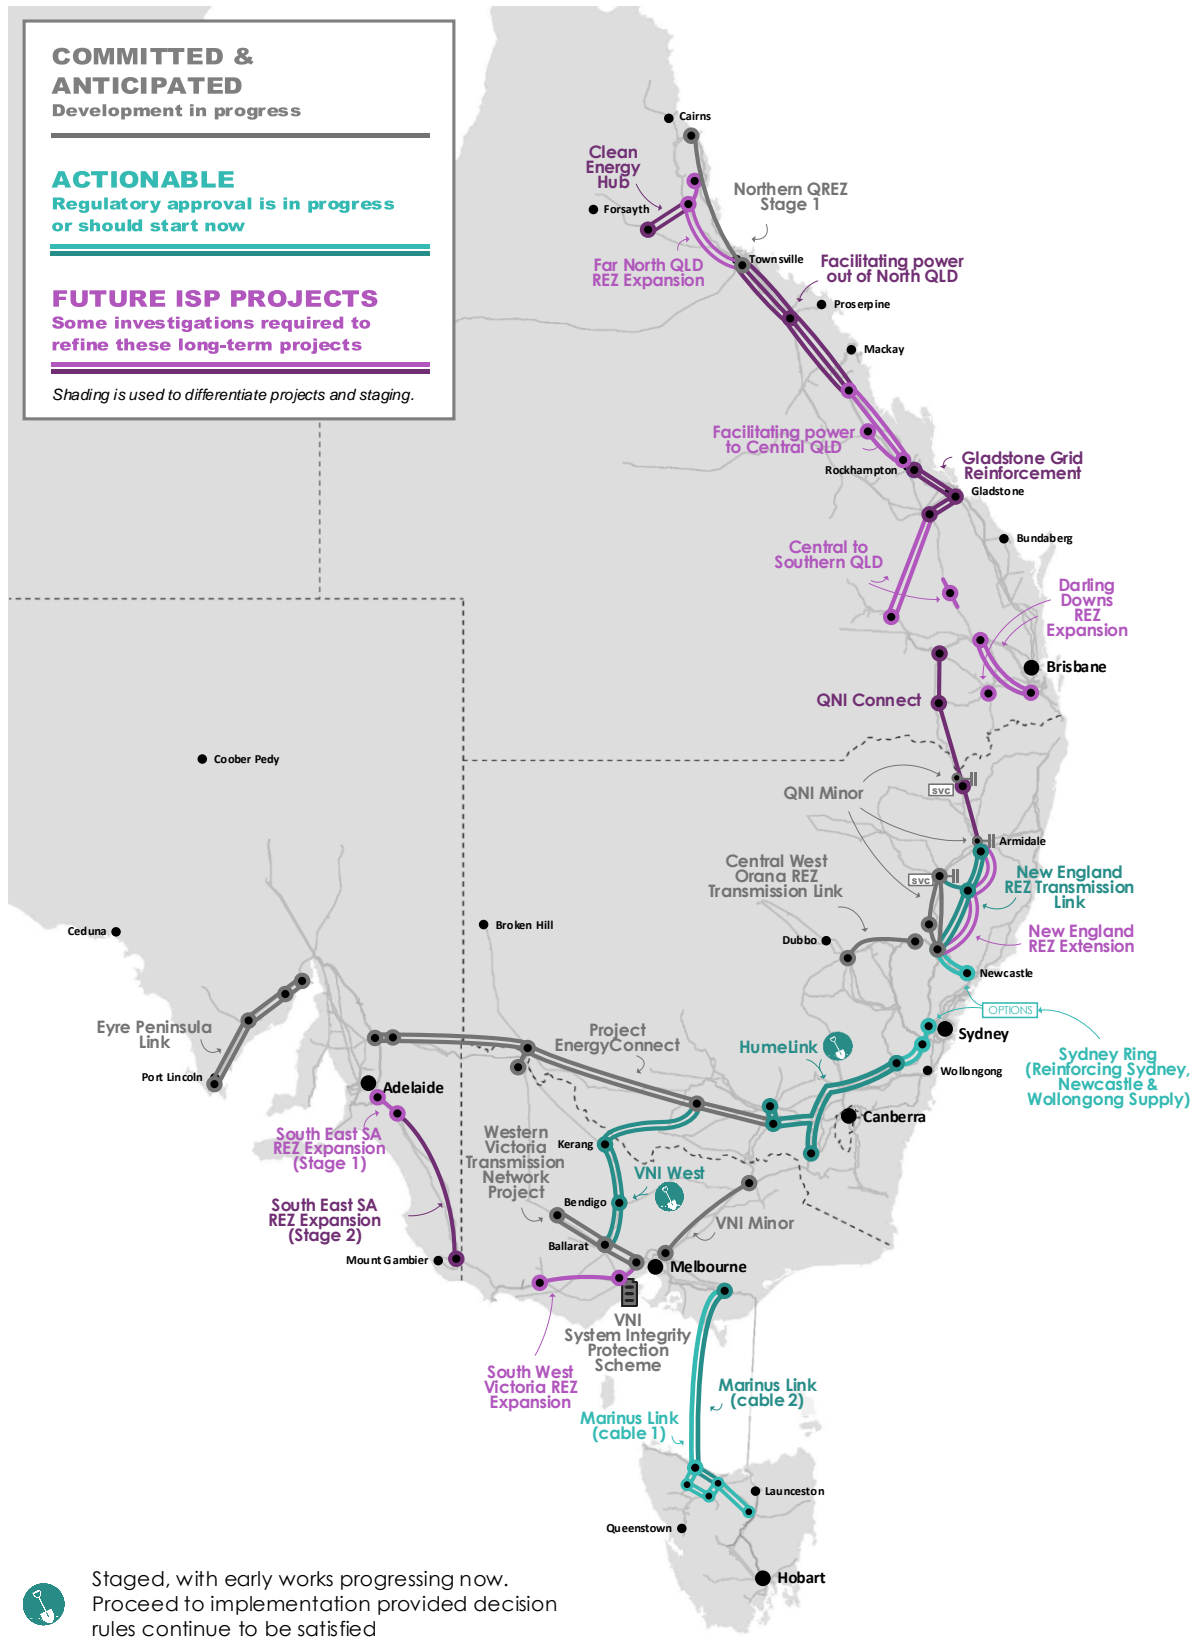 COMMITTED &
ANTICIPATED
Development in progress
ACTIONABLE
Regulatory approval is in progress
or should start now
FUTURE ISP PROJECTS
Some investigations required to
refine these long-term projects
Shading is used to differentiate projects and staging.
Cairns
Clean
Energy
Hub
Forsayth
Northern QREZ
Stage 1
Far North QLD
REZ Expansion
Townsville
Facilitating power
out of North QLD
Proserpine
Mackay
Facilitating power
to Central QLD
Rockhampton
Gladstone Grid
Reinforcement
Gladstone
Bundaberg
Central to
Southern QLD
Darling
Downs
REZ
Expansion
Brisbane
QNI Connect
Coober Pedy
svc
QNI Minor
Armidale
Central West
Orana REZ
Transmission Link
svc
New England
REZ Transmission
Link
New England
REZ Extension
Ceduna
Broken Hill
Dubbo
Newcastle
OPTIONS
Eyre Peninsula
Link
Port Lincoln
Project
EnergyConnect
HumeLink
Sydney
Wollongong
Sydney Ring
(Reinforcing Sydney,
Newcastle &
Wollongong Supply)
Adelaide
Canberra
South East SA
REZ Expansion
(Stage 1)
Western
Victoria
Transmission
Network
Project
Kerang
VNI West
Bendigo
South East SA
REZ Expansion
(Stage 2)
VNI Minor
Ballarat
Mount Gambier
Melbourne
VNI
System Integrity
Protection
Scheme
South West
Victoria REZ
Expansion
Marinus Link
(cable 2)
Marinus Link
(cable 1)
Launceston
Queenstown
Hobart
Staged, with early works progressing now.
Proceed to implementation provided decision
rules continue to be satisfied